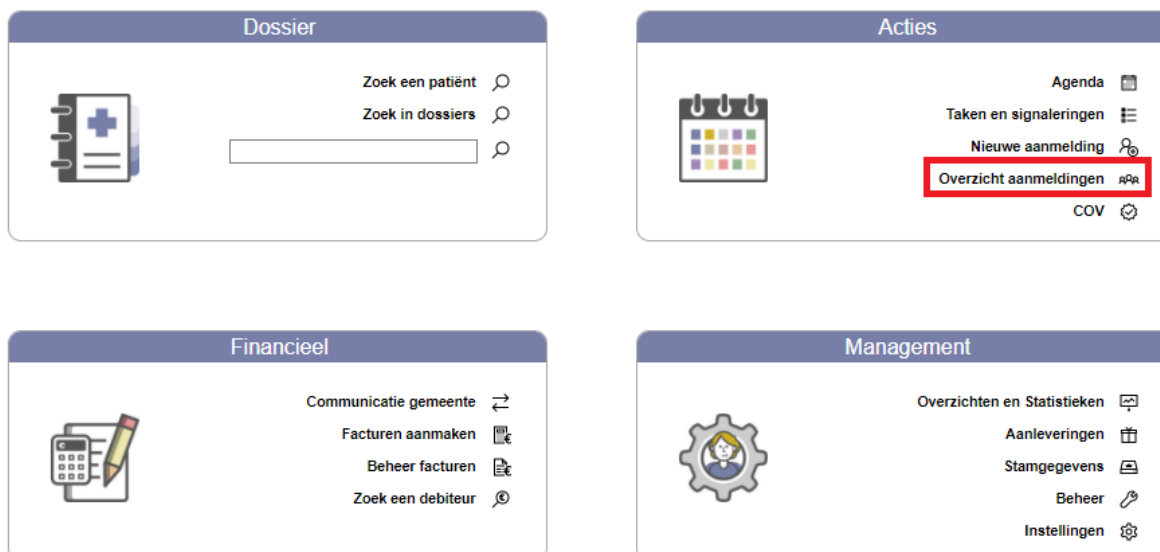 Dossier
Zoek een patiënt
Zoek in dossiers
Acties
Agenda
Taken en signaleringen
Nieuwe aanmelding
Overzicht aanmeldingen
COV
Financieel
Communicatie gemeente
Facturen aanmaken
Beheer facturen
Zoek een debiteur
Management
Overzichten en Statistieken
Aanleveringen
Stamgegevens
Beheer
Instellingen